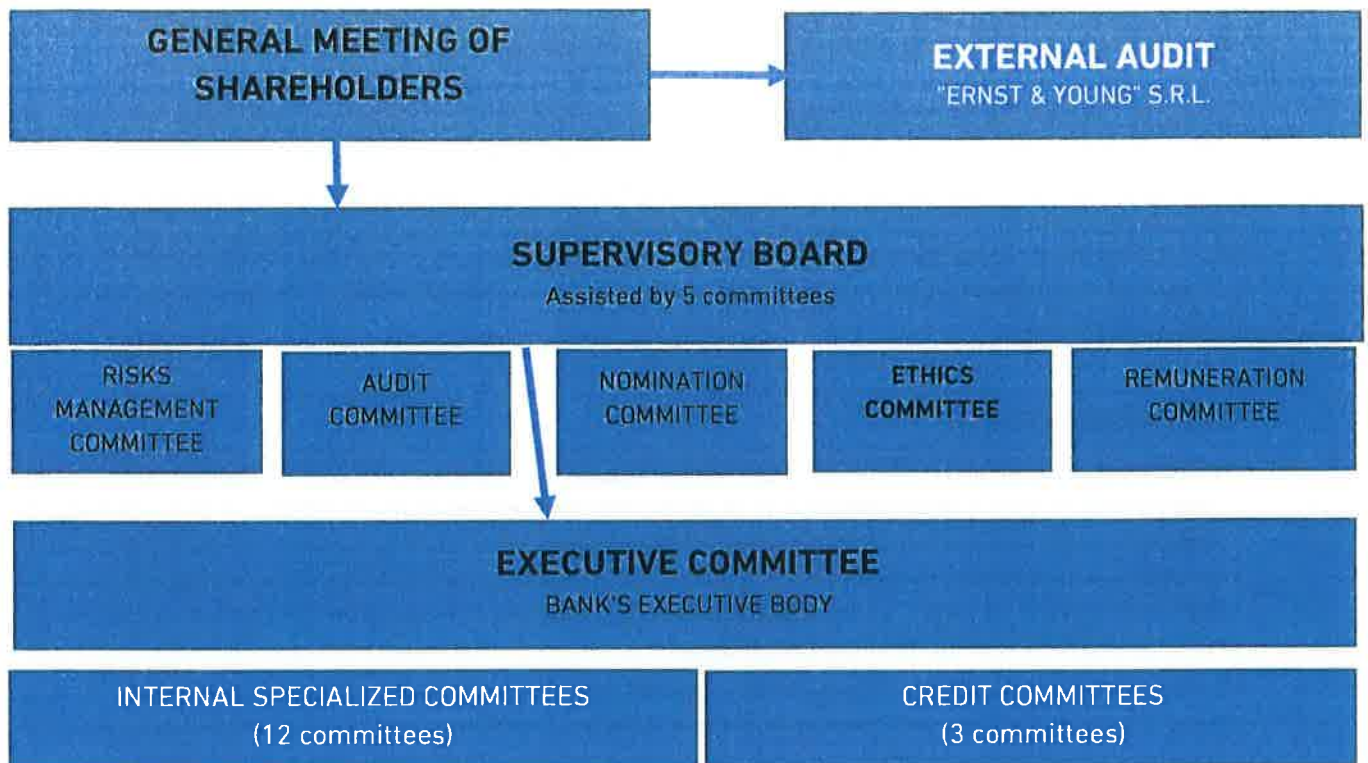 GENERAL MEETING OF
SHAREHOLDERS
EXTERNAL AUDIT
"ERNST & YOUNG" S.R.L.
SUPERVISORY BOARD
Assisted by 5 committees
RISKS
MANAGEMENT
COMMITTEE
AUDIT
COMMITTEE
NOMINATION
COMMITTEE
ETHICS
COMMITTEE
REMUNERATION
COMMITTEE
EXECUTIVE COMMITTEE
BANK'S EXECUTIVE BODY
INTERNAL SPECIALIZED COMMITTEES
(12 committees)
CREDIT COMMITTEES
(3 committees)